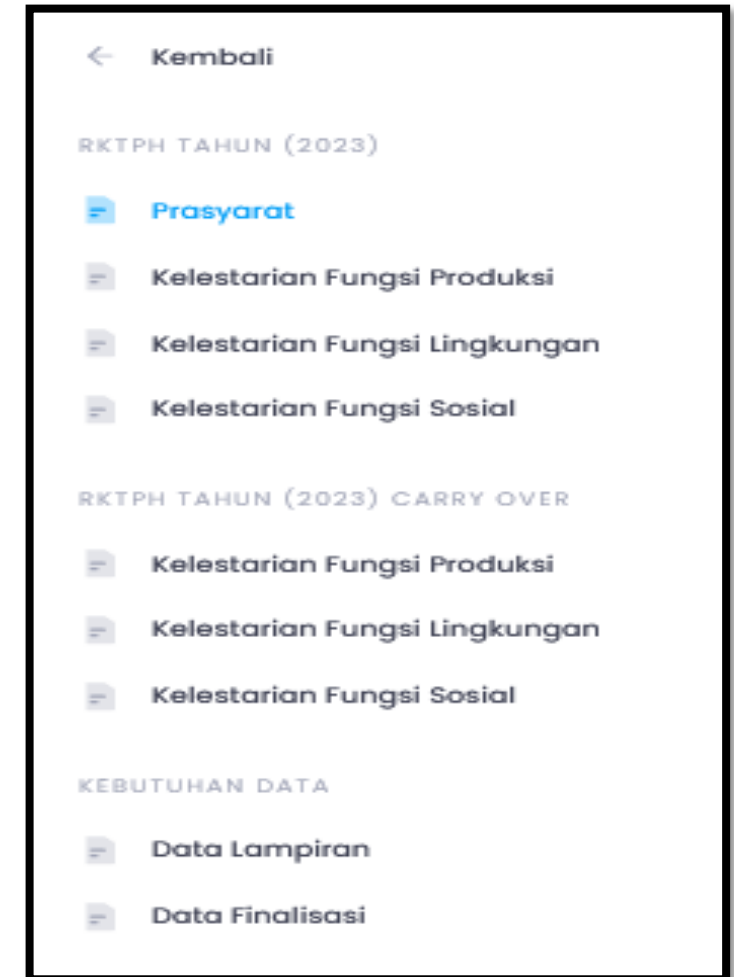 Kembali
RKTPH TAHUN (2023)
Prasyarat
Kelestarian Fungsi Produksi
Kelestarian Fungsi Lingkungan
Kelestarian Fungsi Sosial
RKTPH TAHUN (2023) CARRY OVER
Kelestarian Fungsi Produksi
Kelestarian Fungsi Lingkungan
Kelestarian Fungsi Sosial
KEBUTUHAN DATA
Data Lampiran
Data Finalisasi